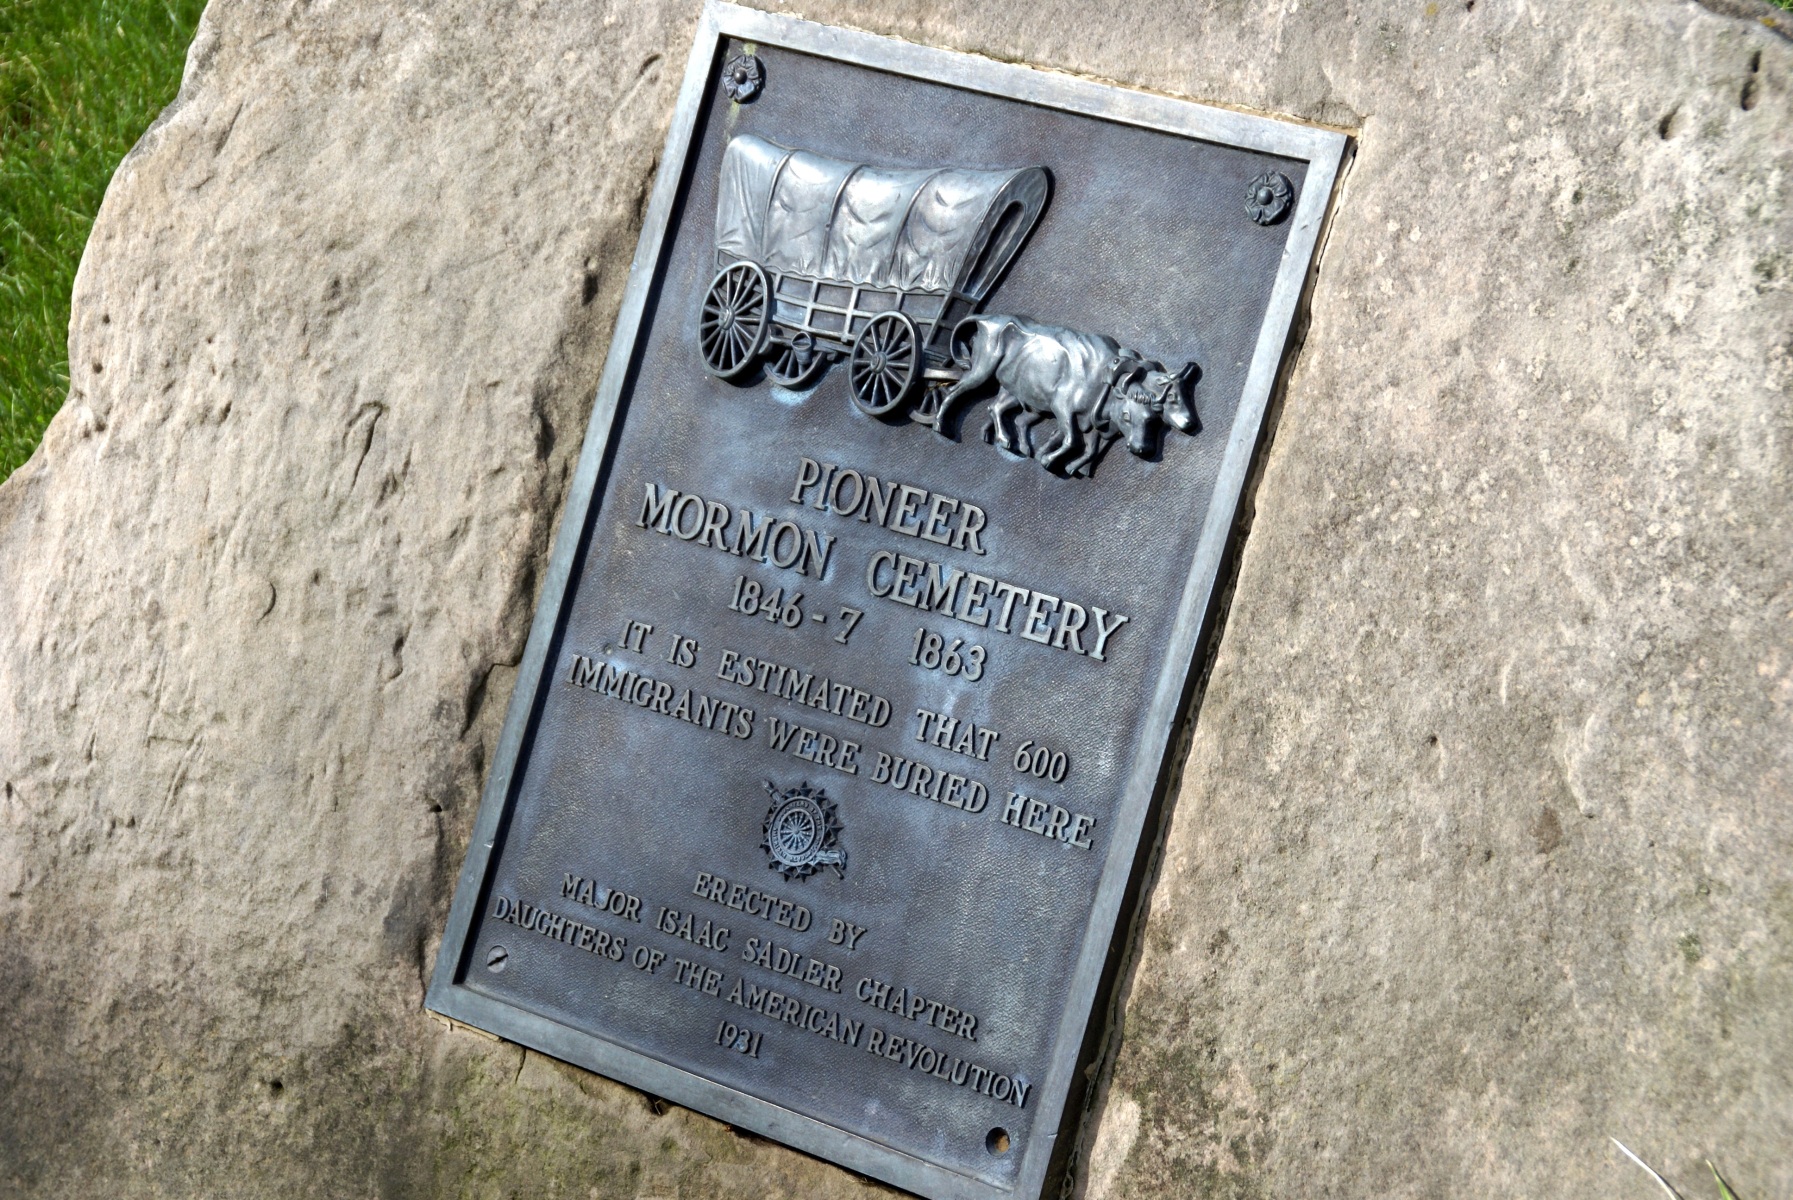 PIONEER
MORMON CEMETERY
1846 - 7 1863
IT IS ESTIMATED THAT 600
IMMIGRANTS WERE BURIED HERE
ERECTED BY
MAJOR ISAAC SADLER CHAPTER
DAUGHTERS OF THE AMERICAN REVOLUTION
1931